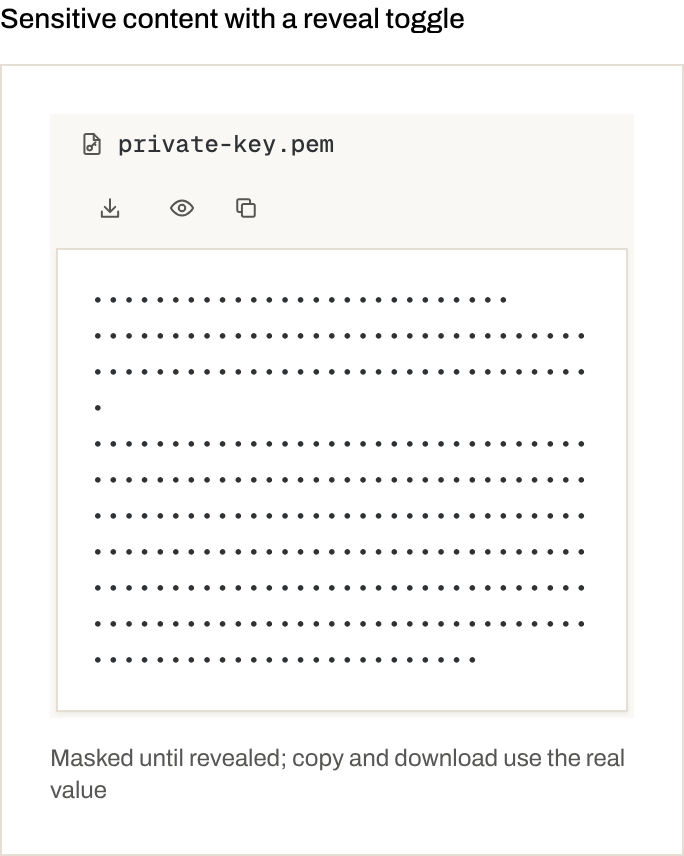 Sensitive content with a reveal toggle
private-key.pem
•••••••••••••••••••••••••••
••••••••••••••••••••••••••••••••
••••••••••••••••••••••••••••••••
•
••••••••••••••••••••••••••••••••
••••••••••••••••••••••••••••••••
••••••••••••••••••••••••••••••••
••••••••••••••••••••••••••••••••
••••••••••••••••••••••••••••••••
••••••••••••••••••••••••••••••••
•••••••••••••••••••••••••
Masked until revealed; copy and download use the real
value